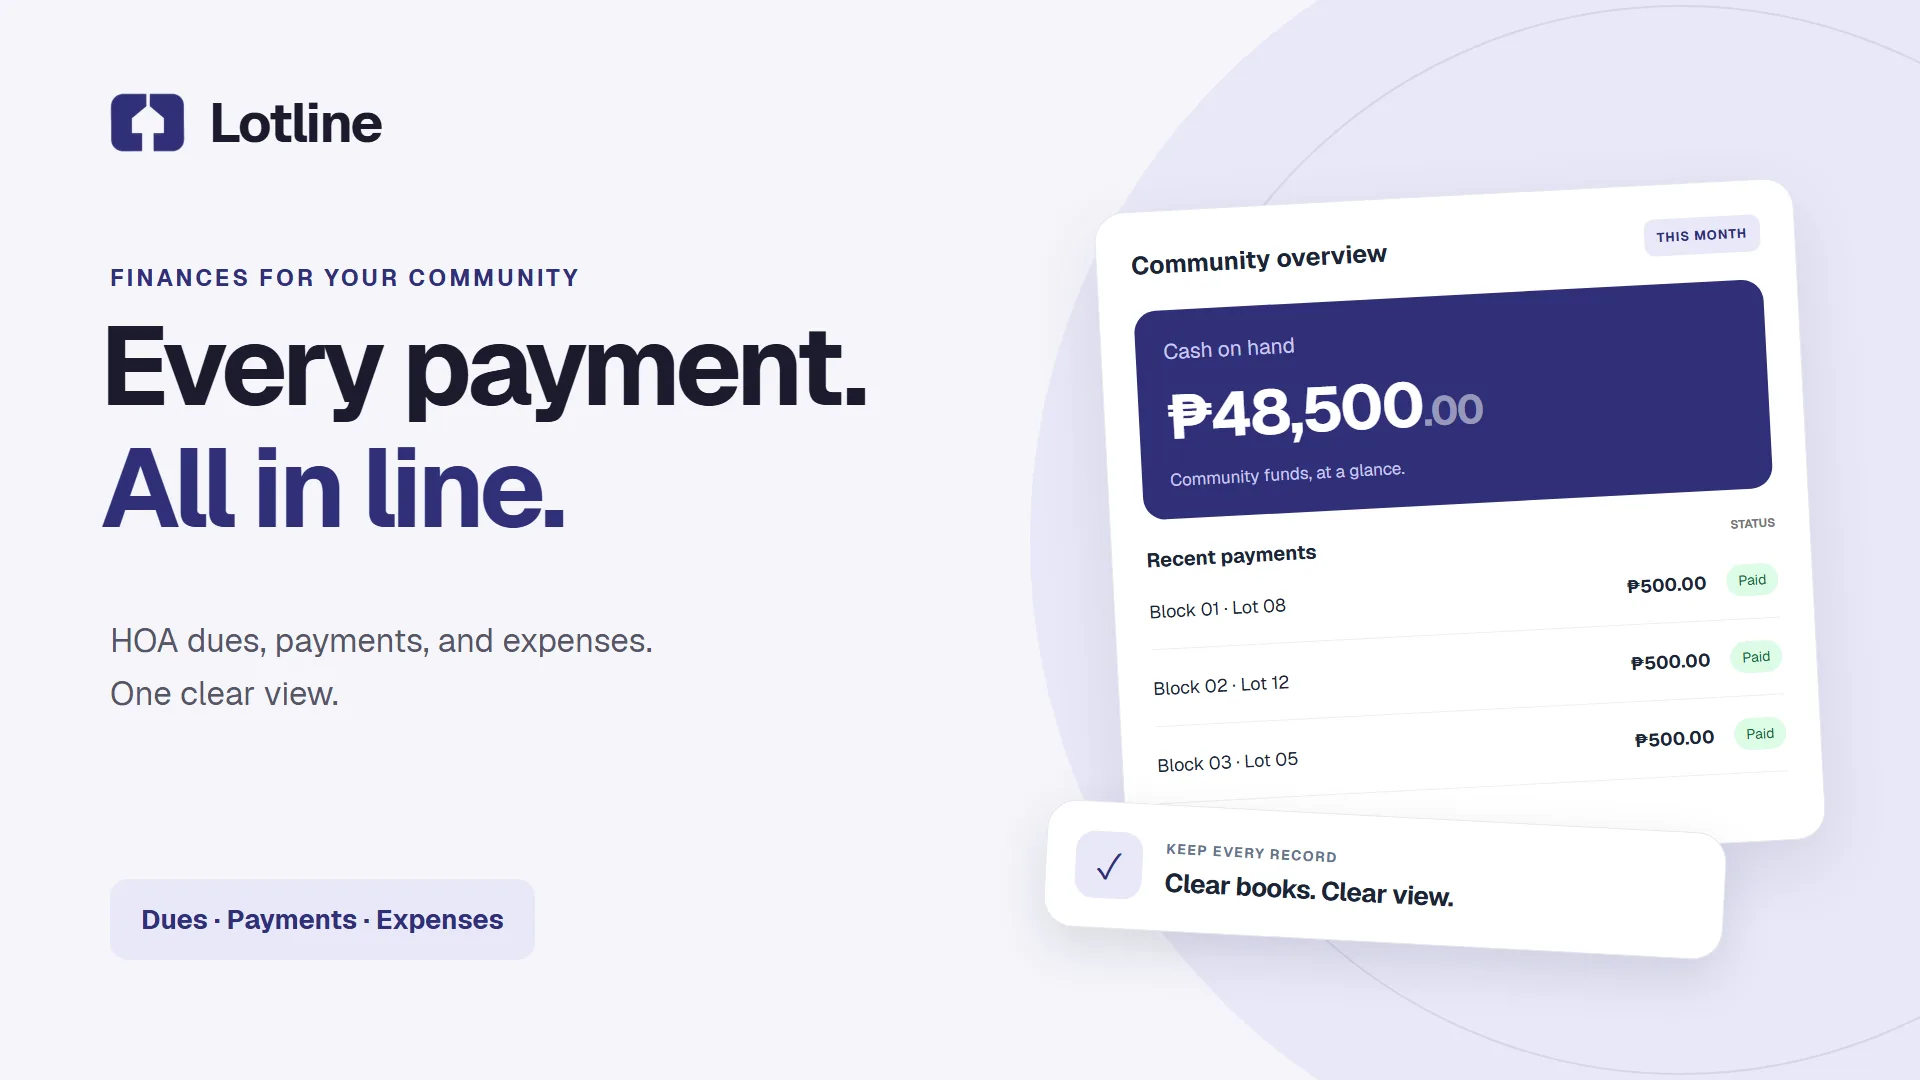 Lotline
FINANCES FOR YOUR COMMUNITY
Every payment.
All in line.
HOA dues, payments, and expenses.
One clear view.
Dues · Payments · Expenses
Community overview
THIS MONTH
Cash on hand
₱48,500.00
Community funds, at a glance.
Recent payments
STATUS
Block 01 · Lot 08 ₱500.00 Paid
Block 02 · Lot 12 ₱500.00 Paid
Block 03 · Lot 05 ₱500.00 Paid
KEEP EVERY RECORD
Clear books. Clear view.